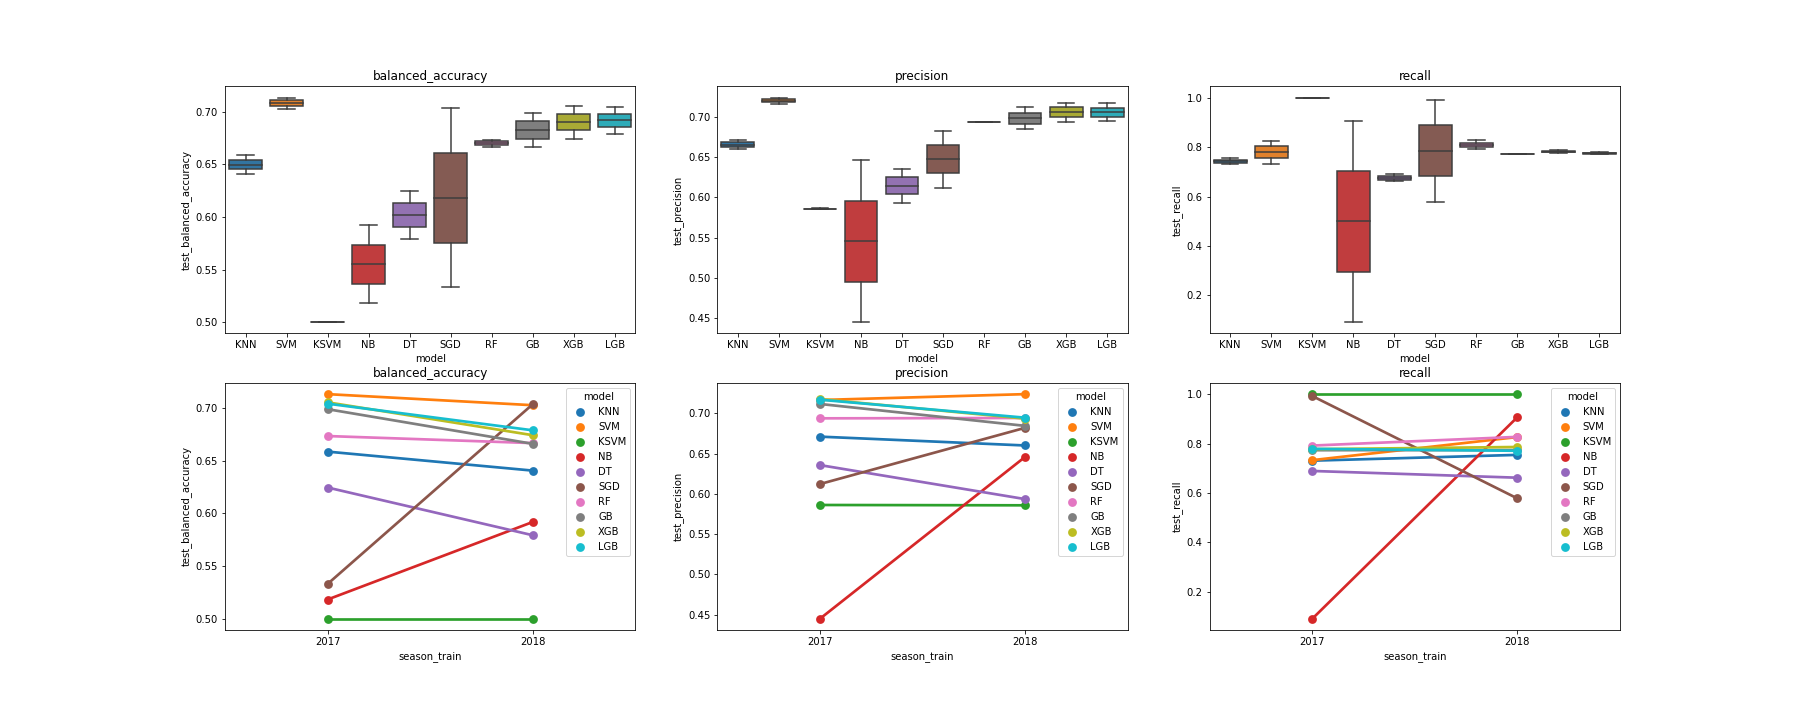 balanced_accuracy
test_balanced_accuracy
0.70
0.65
0.60
0.55
0.50
KNN SVM KSVM NB DT SGD RF GB XGB LGB
model
precision
test_precision
0.70
0.65
0.60
0.55
0.50
0.45
KNN SVM KSVM NB DT SGD RF GB XGB LGB
model
recall
test_recall
1.0
0.8
0.6
0.4
0.2
KNN SVM KSVM NB DT SGD RF GB XGB LGB
model
balanced_accuracy
test_balanced_accuracy
0.70
0.65
0.60
0.55
0.50
2017 2018
season_train
model
KNN
SVM
KSVM
NB
DT
SGD
RF
GB
XGB
LGB
precision
test_precision
0.70
0.65
0.60
0.55
0.50
0.45
2017 2018
season_train
model
KNN
SVM
KSVM
NB
DT
SGD
RF
GB
XGB
LGB
recall
test_recall
1.0
0.8
0.6
0.4
0.2
2017 2018
season_train
model
KNN
SVM
KSVM
NB
DT
SGD
RF
GB
XGB
LGB